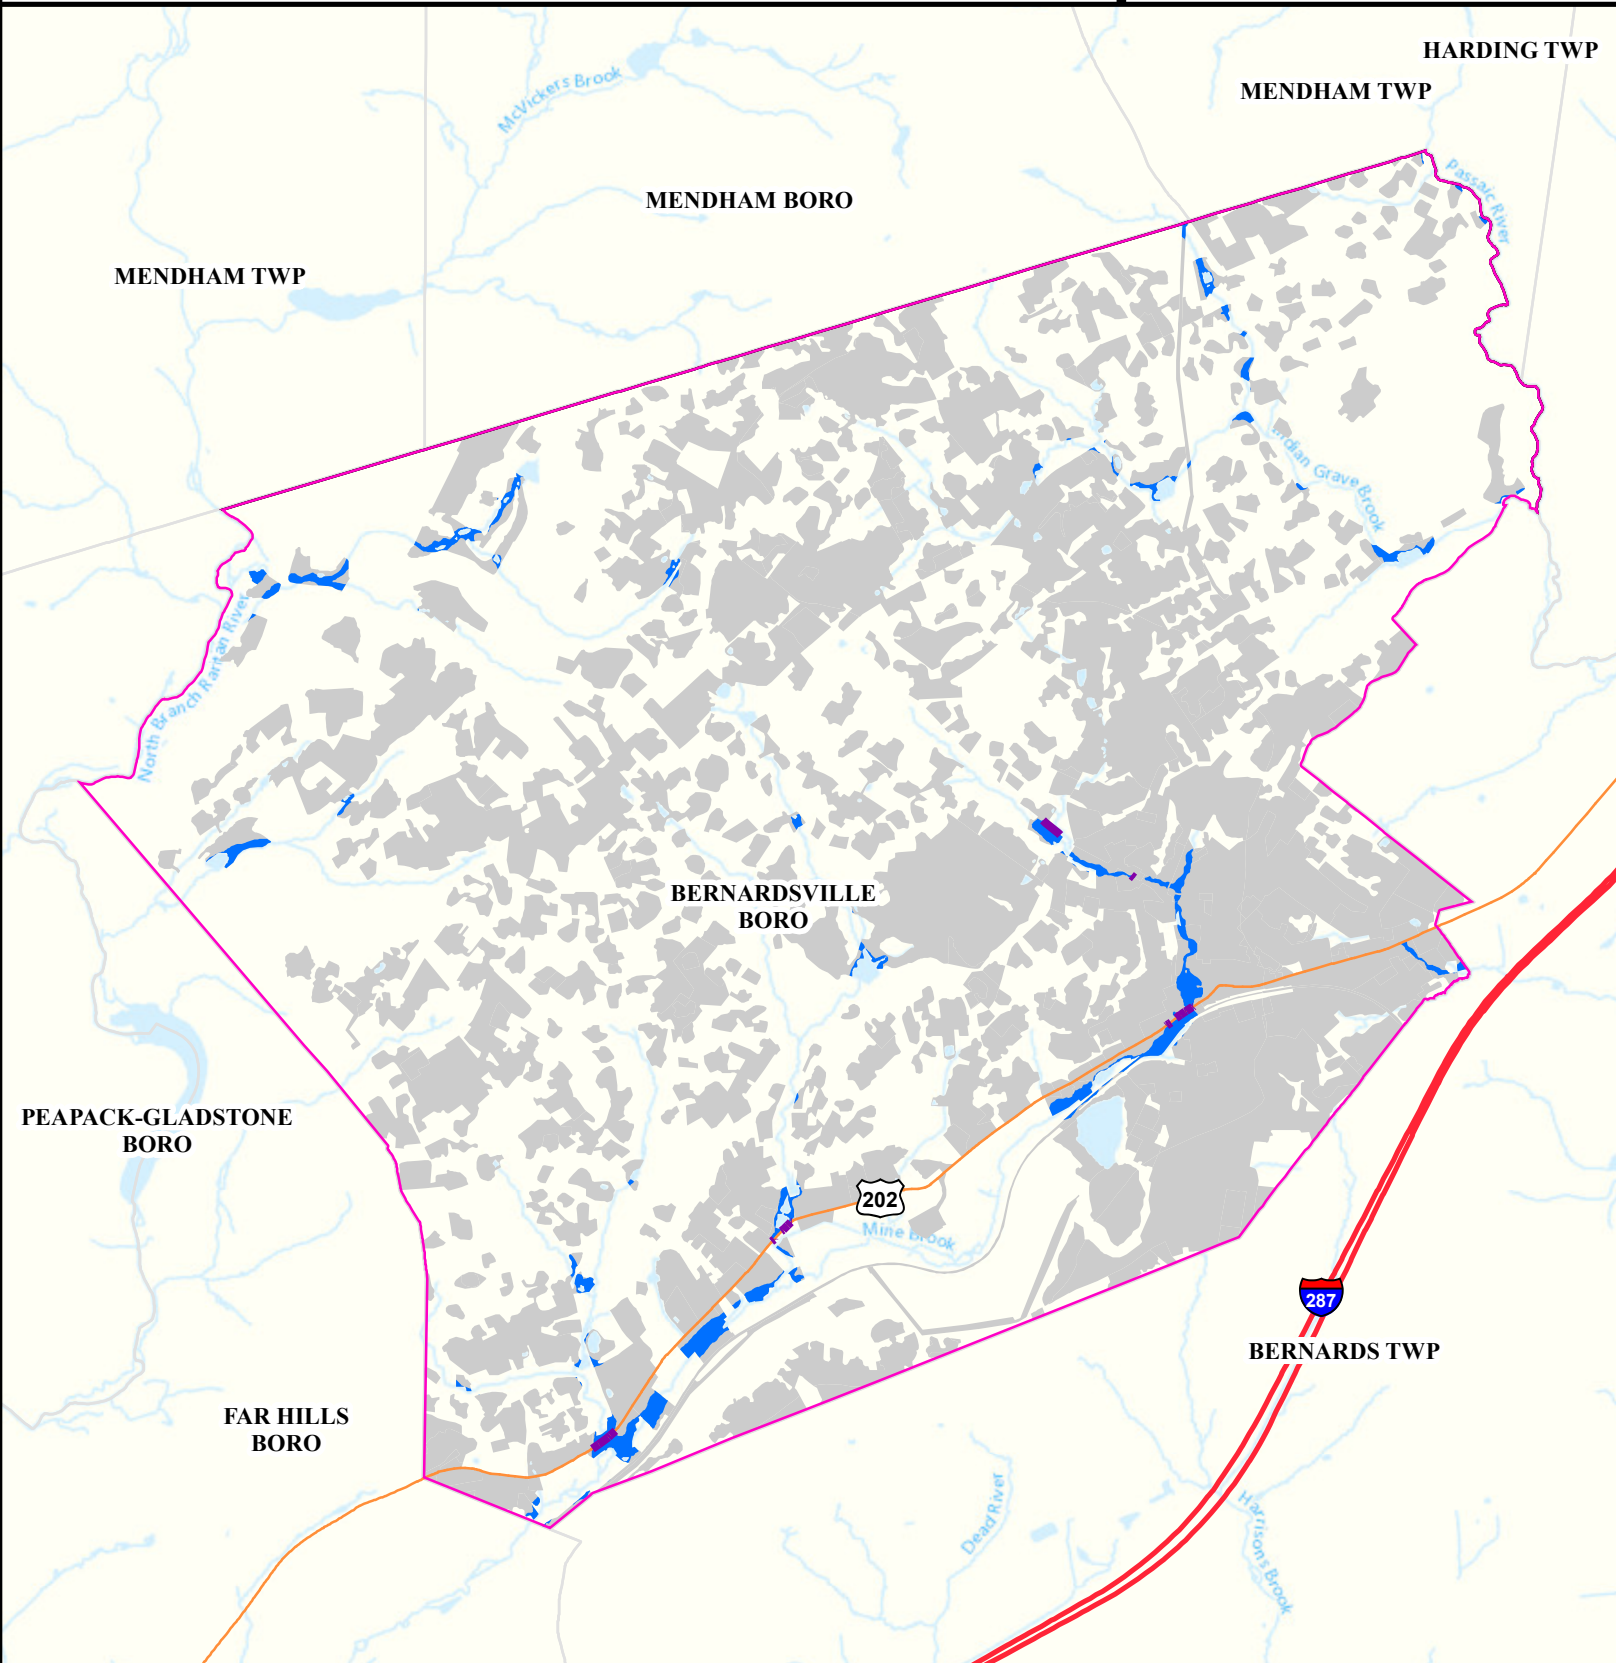 HARDING TWP
MENDHAM TWP
McVickers Brook
MENDHAM BORO
Passaic River
MENDHAM TWP
Indian Grave Brook
North Branch Raritan River
BERNARDSVILLE
BORO
PEAPACK-GLADSTONE
BORO
202
Mine Brook
287
BERNARDS TWP
FAR HILLS
BORO
Dead River
Harrisons Brook